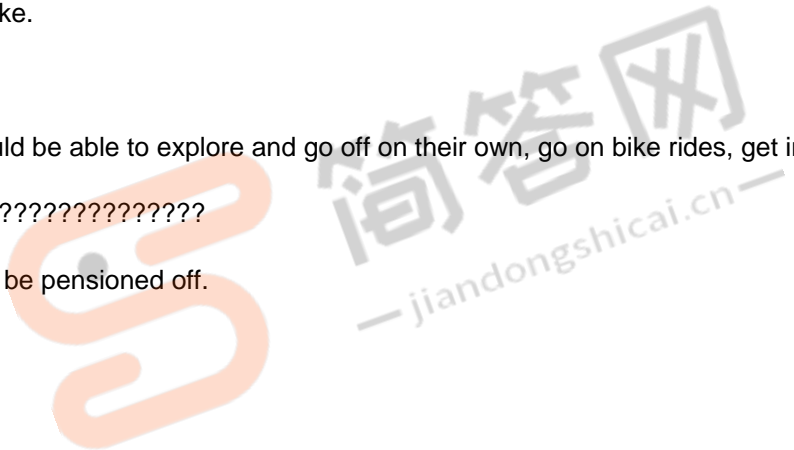 ke.
uld be able to explore and go off on their own, go on bike rides, get i
??????????????
be pensioned off.
简答网
jiandongshicai.cn